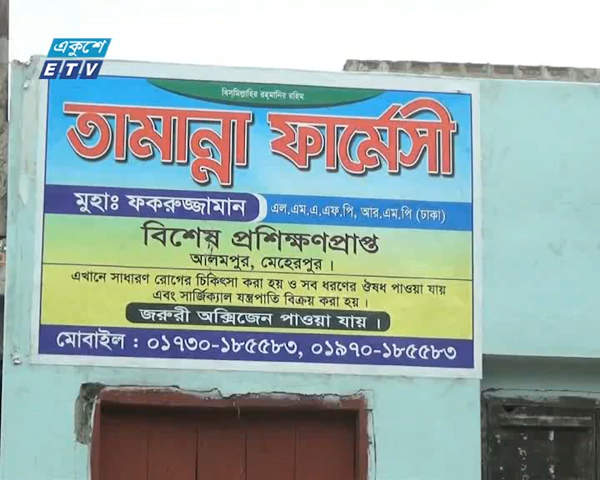 একুশে
ETV
বিসমিল্লাহির রহমানির রহিম
তামান্না ফার্মেসী
মুহাঃ ফকরুজ্জামান
এল.এম.এ.এফ.পি, আর.এম.পি (ঢাকা)
বিশেষ প্রশিক্ষণপ্রাপ্ত
আলমপুর, মেহেরপুর ।
এখানে সাধারণ রোগের চিকিৎসা করা হয় ও সব ধরণের ঔষধ পাওয়া যায়
এবং সার্জিক্যাল যন্ত্রপাতি বিক্রয় করা হয় ।
জরুরী অক্সিজেন পাওয়া যায় ।
মোবাইল : ০১৭৩০-১৮৫৫৮৩, ০১৯৭০-১৮৫৫৮৩